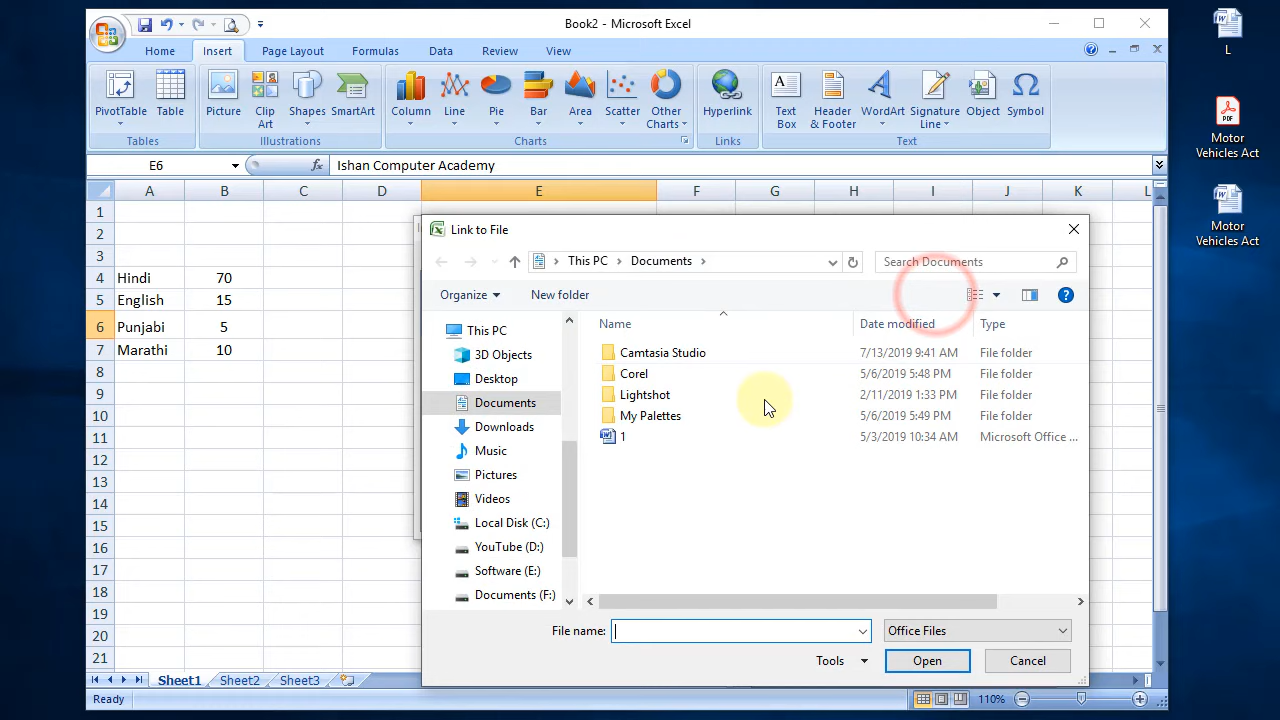 Book2 - Microsoft Excel
Home Insert Page Layout Formulas Data Review View
PivotTable Table Picture Clip Art Shapes SmartArt Column Line Pie Bar Area Scatter Other Charts Hyperlink Text Box Header & Footer WordArt Signature Line Object Symbol
Tables Illustrations Charts Links Text
E6 fx Ishan Computer Academy
A B C D E F G H I J K L
1
2
3
4 Hindi 70
5 English 15
6 Punjabi 5
7 Marathi 10
8
9
10
11
12
13
14
15
16
17
18
19
20
21
Link to File
This PC Documents
Search Documents
Organize New folder
This PC
3D Objects
Desktop
Documents
Downloads
Music
Pictures
Videos
Local Disk (C:)
YouTube (D:)
Software (E:)
Documents (F:)
Name Date modified Type
Camtasia Studio 7/13/2019 9:41 AM File folder
Corel 5/6/2019 5:48 PM File folder
Lightshot 2/11/2019 1:33 PM File folder
My Palettes 5/6/2019 5:49 PM File folder
1 5/3/2019 10:34 AM Microsoft Office ...
File name: Office Files
Tools Open Cancel
Sheet1 Sheet2 Sheet3
Ready 110%
L
PDF
Motor
Vehicles Act
Motor
Vehicles Act